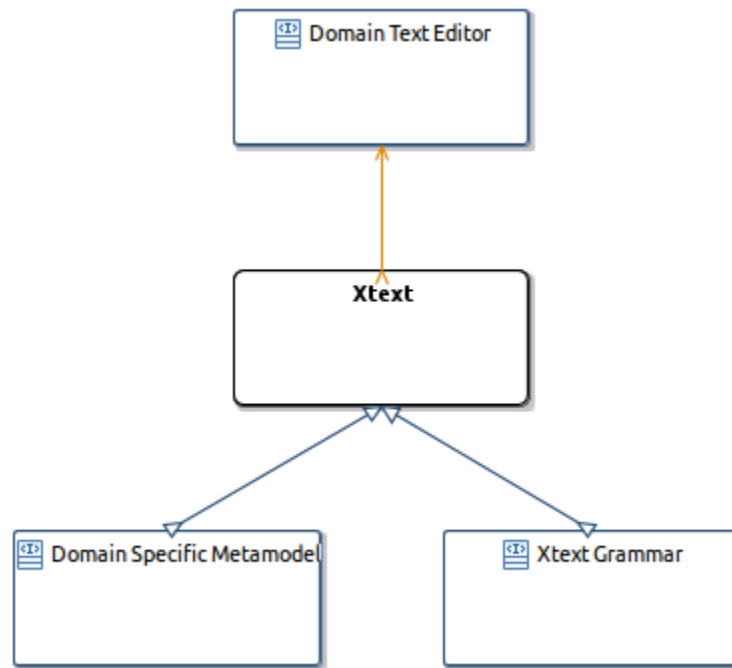 Domain Text Editor
Xtext
Domain Specific Metamodel
Xtext Grammar